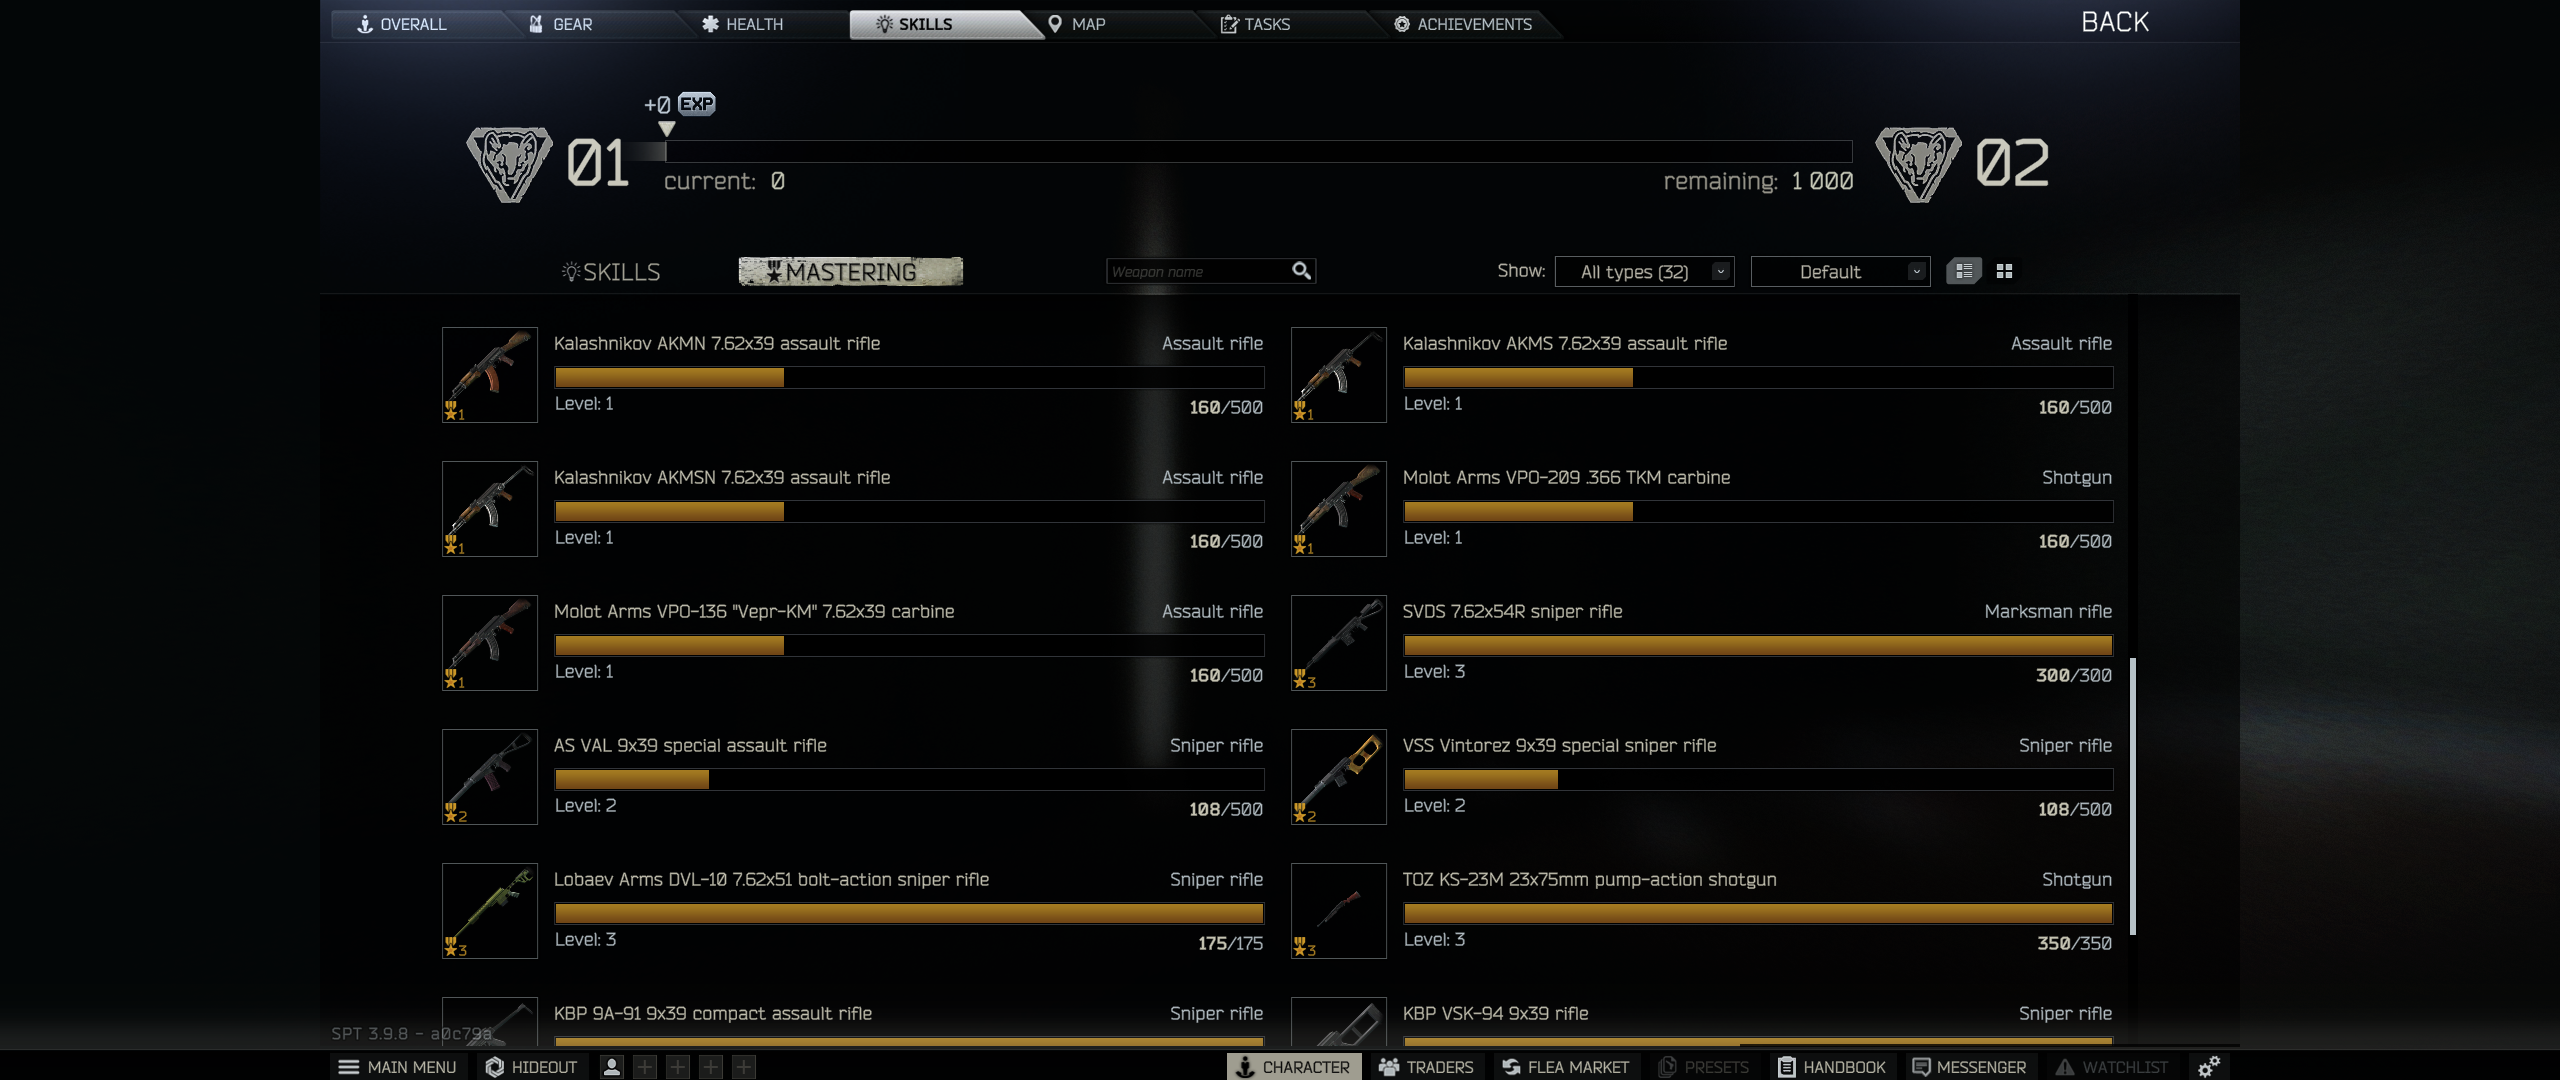 OVERALL GEAR HEALTH SKILLS MAP TASKS ACHIEVEMENTS BACK
+0 EXP
01 02
current: 0 remaining: 1 000
SKILLS MASTERING Weapon name Show: All types (32) Default
Kalashnikov AKMN 7.62x39 assault rifle Assault rifle
Level: 1 160/500
1
Kalashnikov AKMS 7.62x39 assault rifle Assault rifle
Level: 1 160/500
1
Kalashnikov AKMSN 7.62x39 assault rifle Assault rifle
Level: 1 160/500
1
Molot Arms VPO-209 .366 TKM carbine Shotgun
Level: 1 160/500
1
Molot Arms VPO-136 "Vepr-KM" 7.62x39 carbine Assault rifle
Level: 1 160/500
1
SVDS 7.62x54R sniper rifle Marksman rifle
Level: 3 300/300
3
AS VAL 9x39 special assault rifle Sniper rifle
Level: 2 108/500
2
VSS Vintorez 9x39 special sniper rifle Sniper rifle
Level: 2 108/500
2
Lobaev Arms DVL-10 7.62x51 bolt-action sniper rifle Sniper rifle
Level: 3 175/175
3
TOZ KS-23M 23x75mm pump-action shotgun Shotgun
Level: 3 350/350
3
KBP 9A-91 9x39 compact assault rifle Sniper rifle
KBP VSK-94 9x39 rifle Sniper rifle
SPT 3.9.8 - a0c79a
MAIN MENU HIDEOUT CHARACTER TRADERS FLEA MARKET PRESETS HANDBOOK MESSENGER WATCHLIST